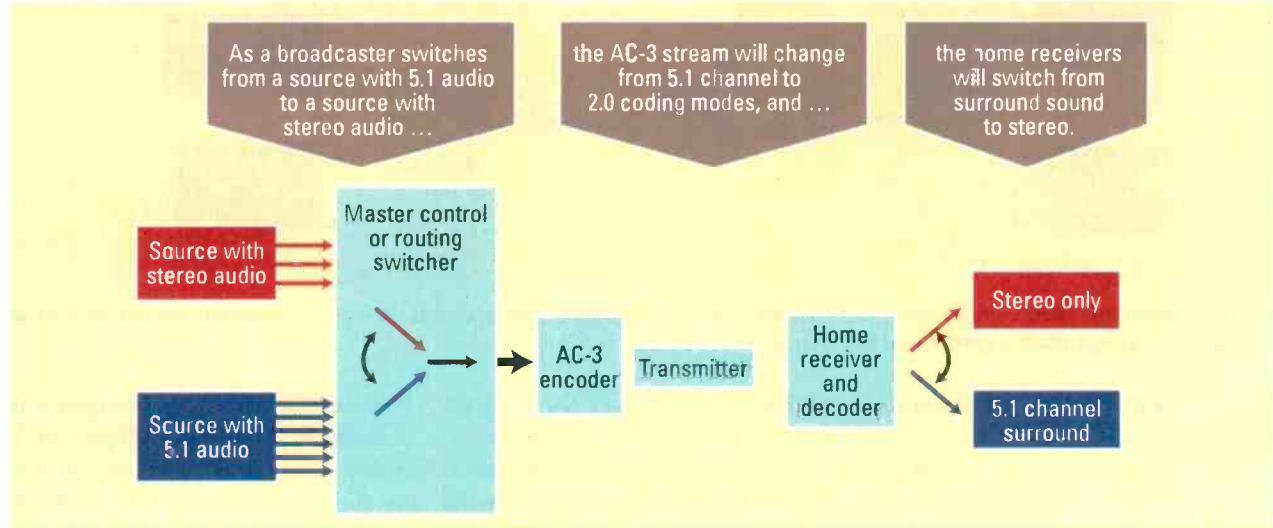 As a broadcaster switches
from a source with 5.1 audio
to a source with
stereo audio ...
the AC-3 stream will change
from 5.1 channel to
2.0 coding modes, and ...
the home receivers
will switch from
surround sound
to stereo.
Source with
stereo audio
Master control
or routing
switcher
Source with
5.1 audio
AC-3
encoder
Transmitter
Home
receiver
and
decoder
Stereo only
5.1 channel
surround